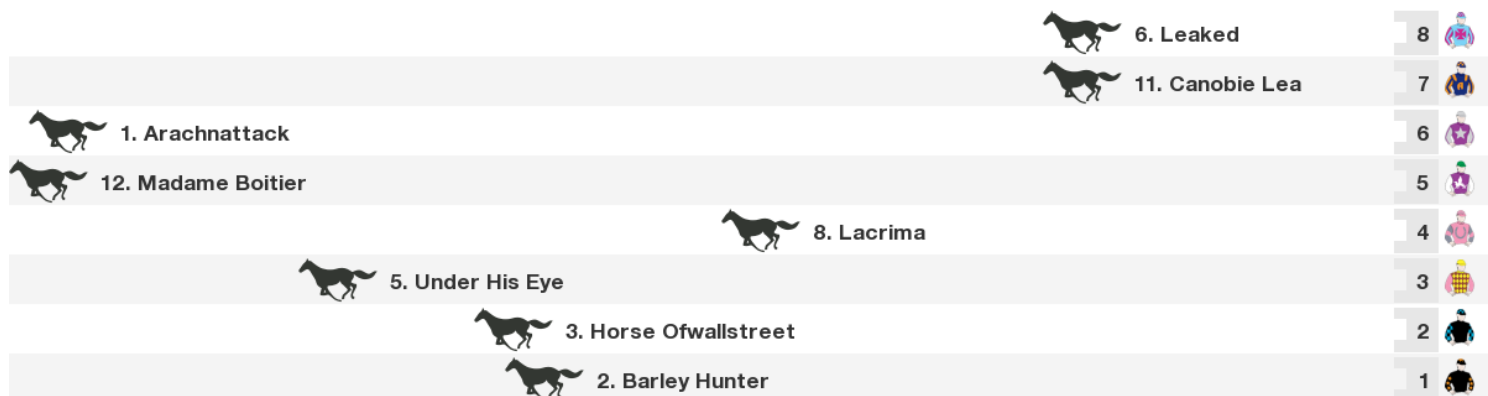 6. Leaked 8
11. Canobie Lea 7
1. Arachnattack 6
12. Madame Boitier 5
8. Lacrima 4
5. Under His Eye 3
3. Horse Ofwallstreet 2
2. Barley Hunter 1